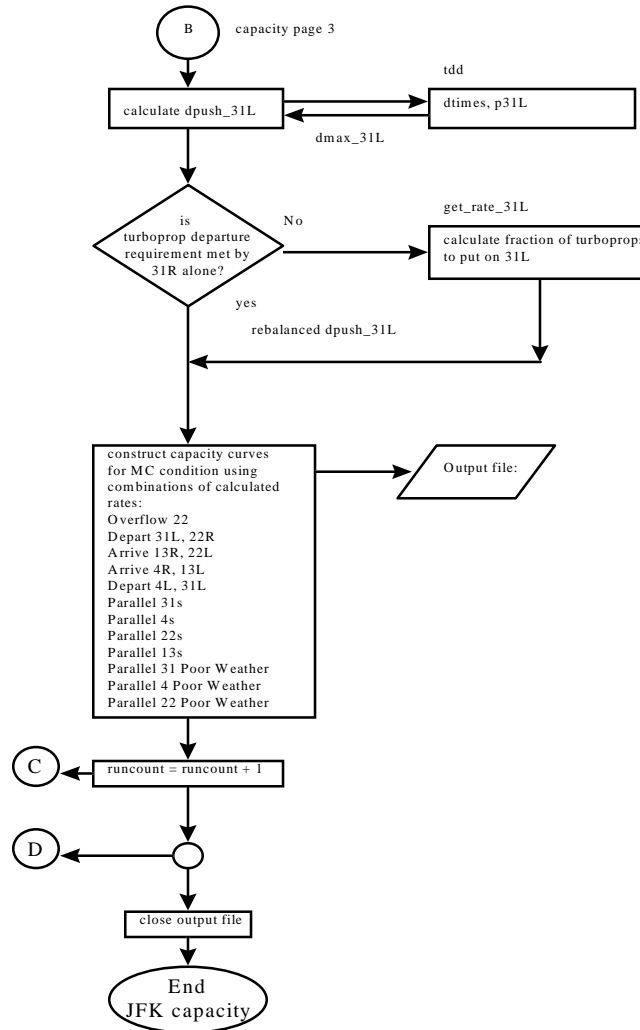 B
capacity page 3
tdd
calculate dpush_31L
dtimes, p31L
dmax_31L
is
turboprop departure
requirement met by
31R alone?
No
get_rate_31L
calculate fraction of turboprops
to put on 31L
yes
rebalanced dpush_31L
construct capacity curves
for MC condition using
combinations of calculated
rates:
Overflow 22
Depart 31L, 22R
Arrive 13R, 22L
Arrive 4R, 13L
Depart 4L, 31L
Parallel 31s
Parallel 4s
Parallel 22s
Parallel 13s
Parallel 31 Poor Weather
Parallel 4 Poor Weather
Parallel 22 Poor Weather
Output file:
C
runcount = runcount + 1
D
close output file
End
JFK capacity